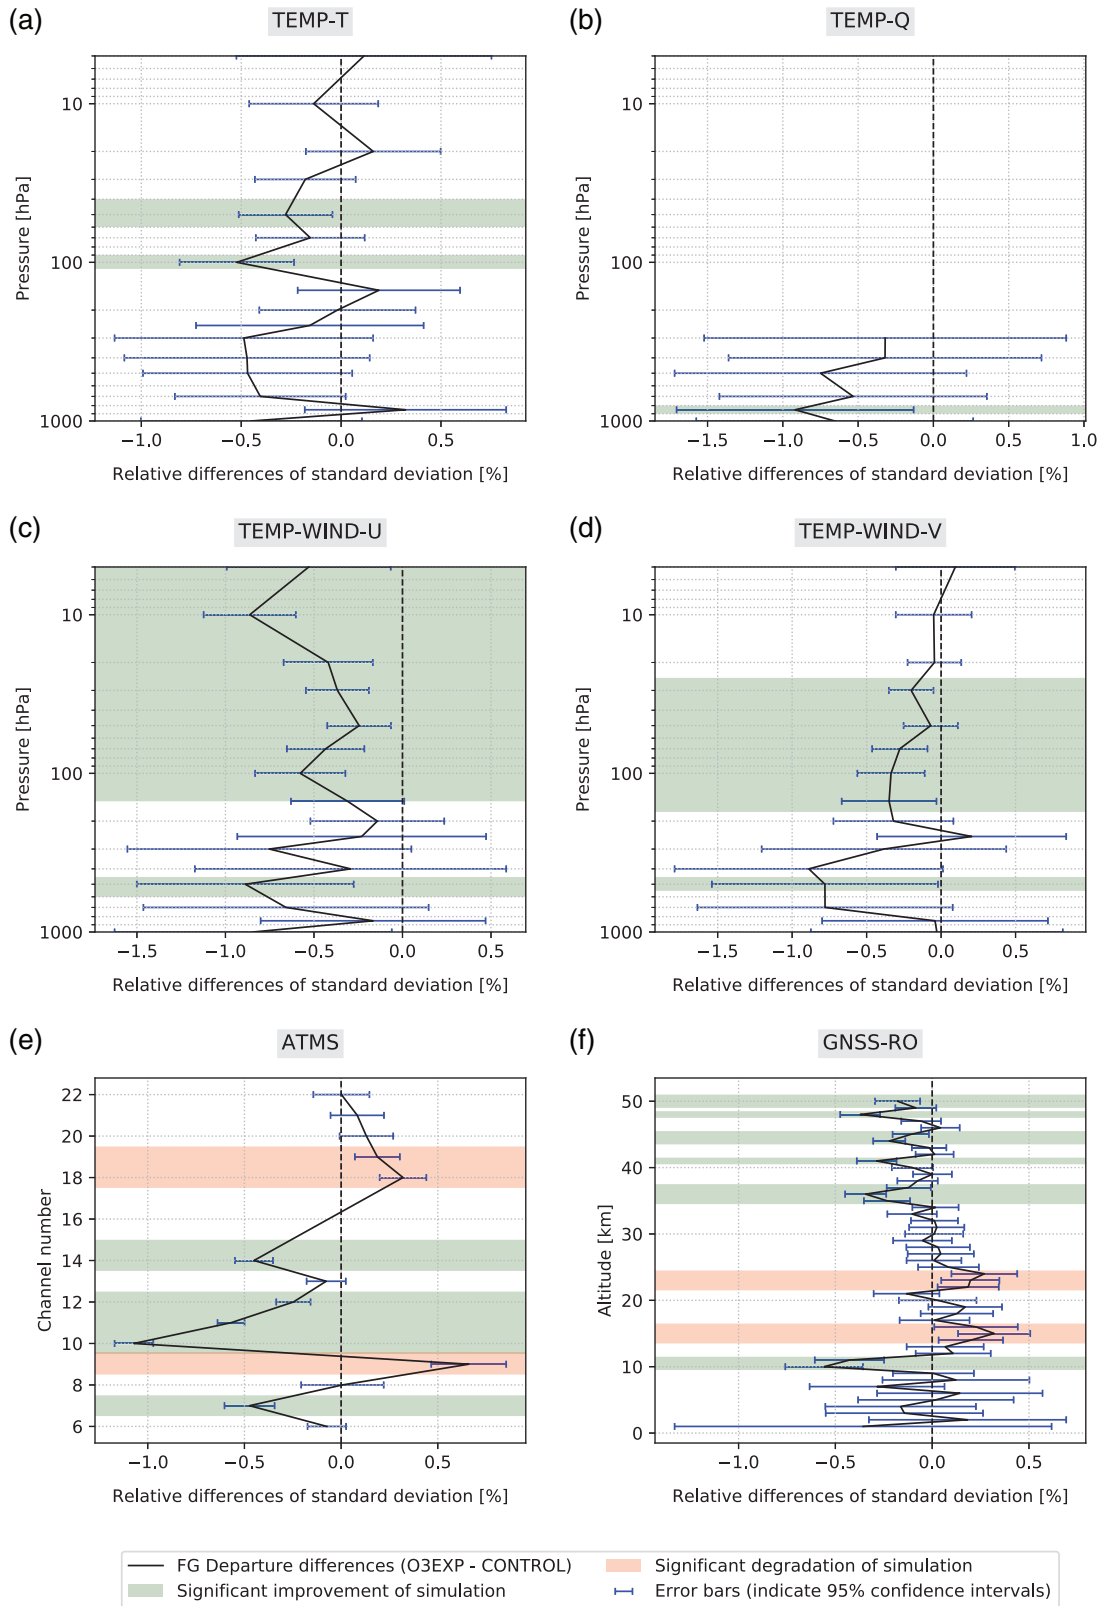 (a) TEMP-T
10
100
1000
Pressure [hPa]
−1.0 −0.5 0.0 0.5
Relative differences of standard deviation [%]
(b) TEMP-Q
10
100
1000
Pressure [hPa]
−1.5 −1.0 −0.5 0.0 0.5 1.0
Relative differences of standard deviation [%]
(c) TEMP-WIND-U
10
100
1000
Pressure [hPa]
−1.5 −1.0 −0.5 0.0 0.5
Relative differences of standard deviation [%]
(d) TEMP-WIND-V
10
100
1000
Pressure [hPa]
−1.5 −1.0 −0.5 0.0 0.5
Relative differences of standard deviation [%]
(e) ATMS
22
20
18
16
14
12
10
8
6
Channel number
−1.0 −0.5 0.0 0.5
Relative differences of standard deviation [%]
(f) GNSS-RO
50
40
30
20
10
0
Altitude [km]
−1.0 −0.5 0.0 0.5
Relative differences of standard deviation [%]
FG Departure differences (O3EXP - CONTROL)
Significant improvement of simulation
Significant degradation of simulation
Error bars (indicate 95% confidence intervals)